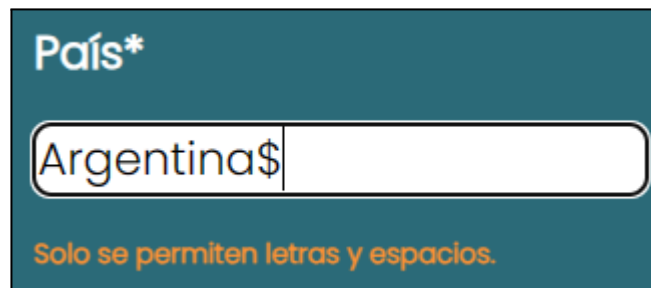 País*
Argentina$
Solo se permiten letras y espacios.